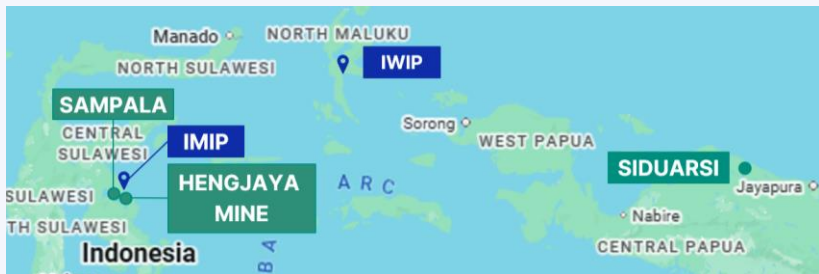 Manado
NORTH MALUKU
IWIP
NORTH SULAWESI
SAMPALA
Sorong
CENTRAL
SULAWESI
WEST PAPUA
IMIP
SIDUARSI
HENGJAYA
MINE
ARC
Jayapura
SULAWESI
Nabire
TH SULAWESI
CENTRAL PAPUA
Indonesia
BA